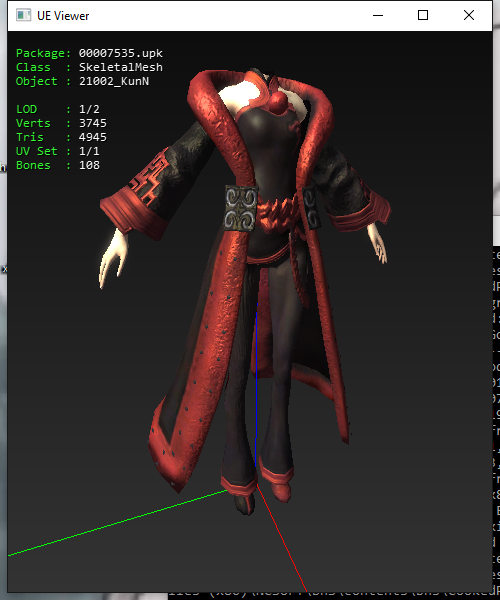 UE Viewer
Package: 00007535.upk
Class : SkeletalMesh
Object : 21002_KunN
LOD : 1/2
Verts : 3745
Tris : 4945
UV Set : 1/1
Bones : 108